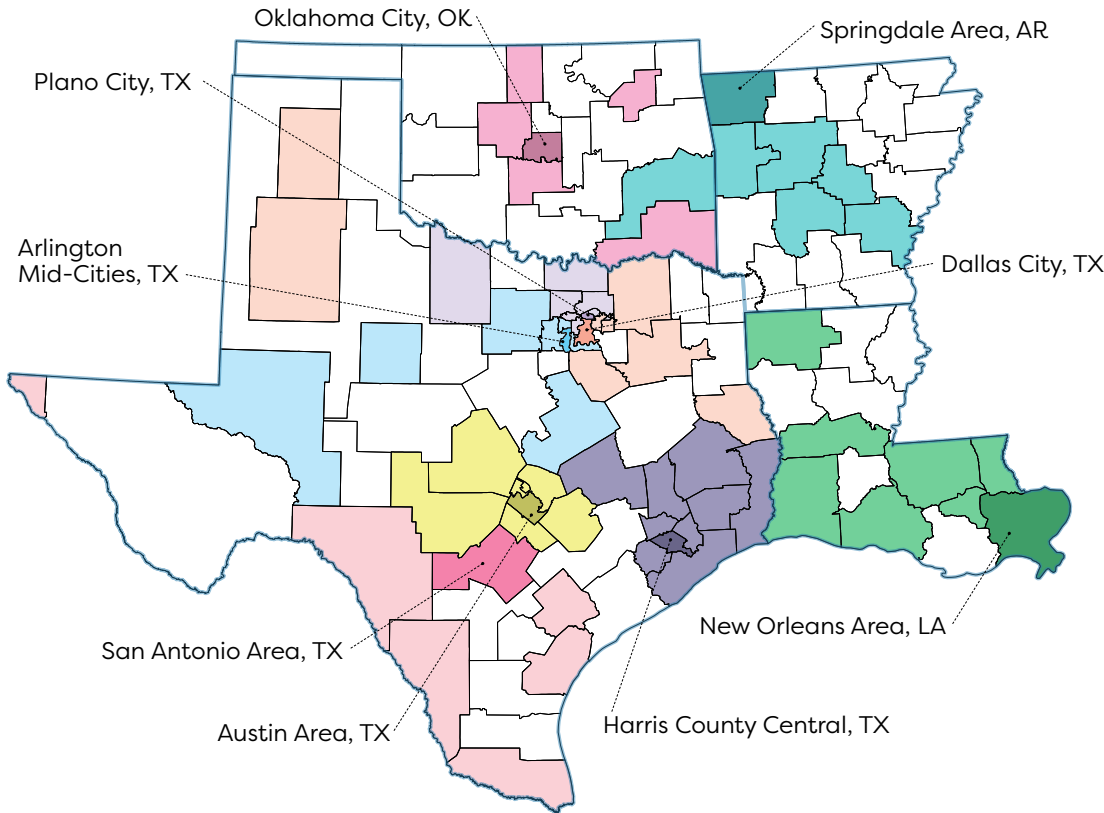 Oklahoma City, OK
Springdale Area, AR
Plano City, TX
Arlington
Mid-Cities, TX
Dallas City, TX
New Orleans Area, LA
San Antonio Area, TX
Harris County Central, TX
Austin Area, TX